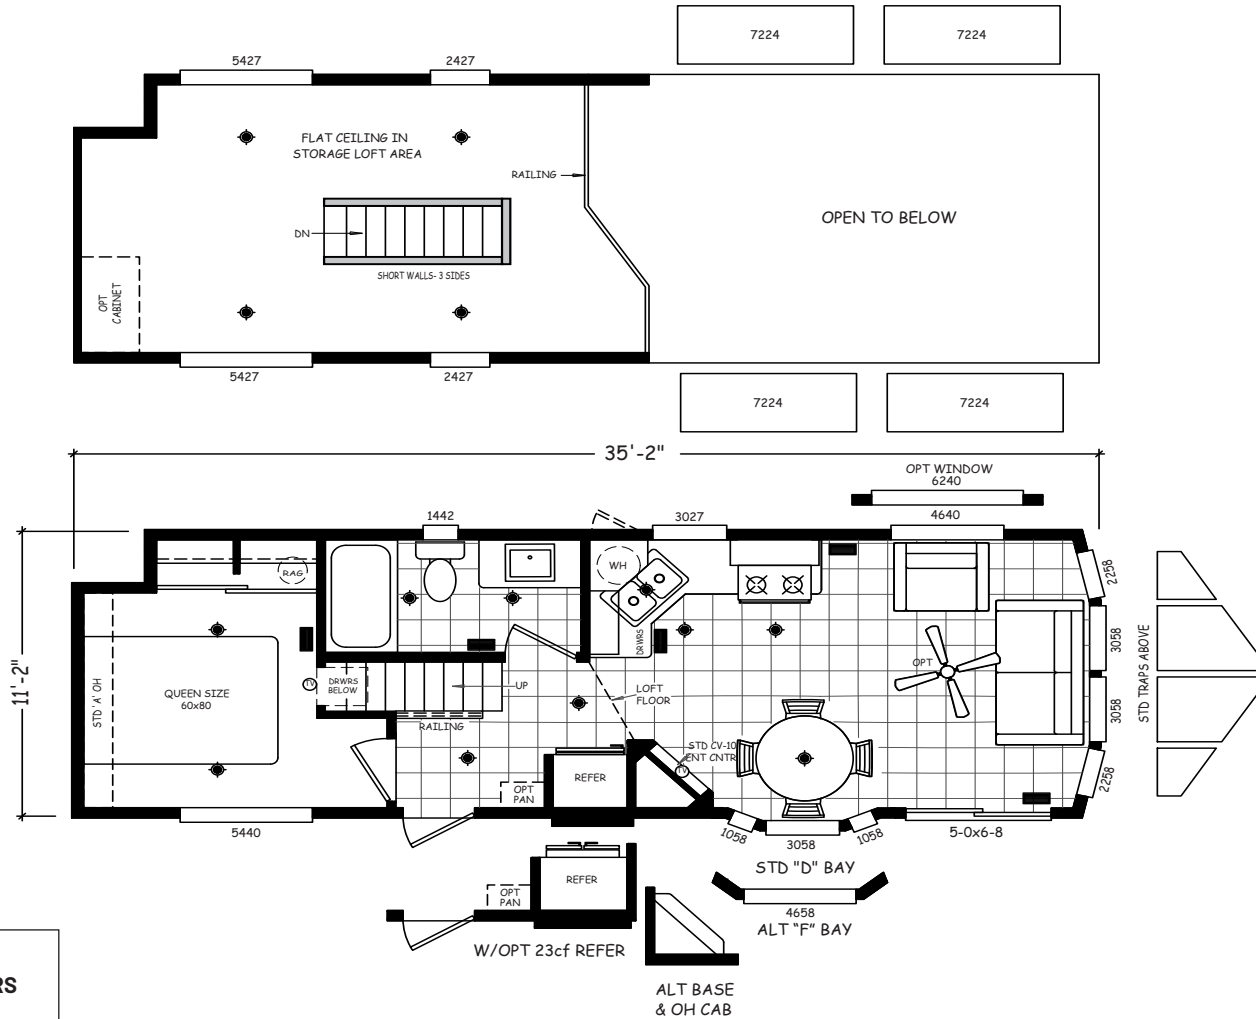 7224
7224
5427
2427
FLAT CEILING IN
STORAGE LOFT AREA
RAILING
DN
OPEN TO BELOW
SHORT WALLS- 3 SIDES
OPT
CABINET
5427
2427
7224
7224
35'-2"
OPT WINDOW
6240
1442
3027
4640
11'-2"
RAG
WH
2258
3058
3058
2258
STD TRAPS ABOVE
DRWRS
STD 'A' OH
QUEEN SIZE
60x80
TV
DRWRS
BELOW
UP
RAILING
LOFT
FLOOR
OPT
STD CV-10
ENT CNTR
REFER
OPT
PAN
5440
1058
3058
1058
5-0x6-8
STD "D" BAY
4658
ALT "F" BAY
REFER
OPT
PAN
W/OPT 23cf REFER
ALT BASE
& OH CAB
RS